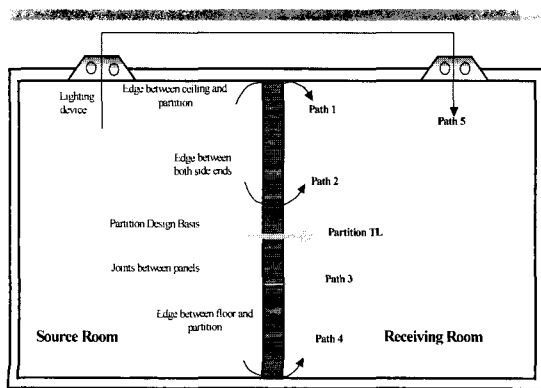 Lighting
device
Edge between ceiling and
partition
Path 1
Path 5
Edge between
both side ends
Path 2
Partition Design Basis
Partition TL
Joints between panels
Path 3
Edge between floor and
partition
Source Room
Path 4
Receiving Room